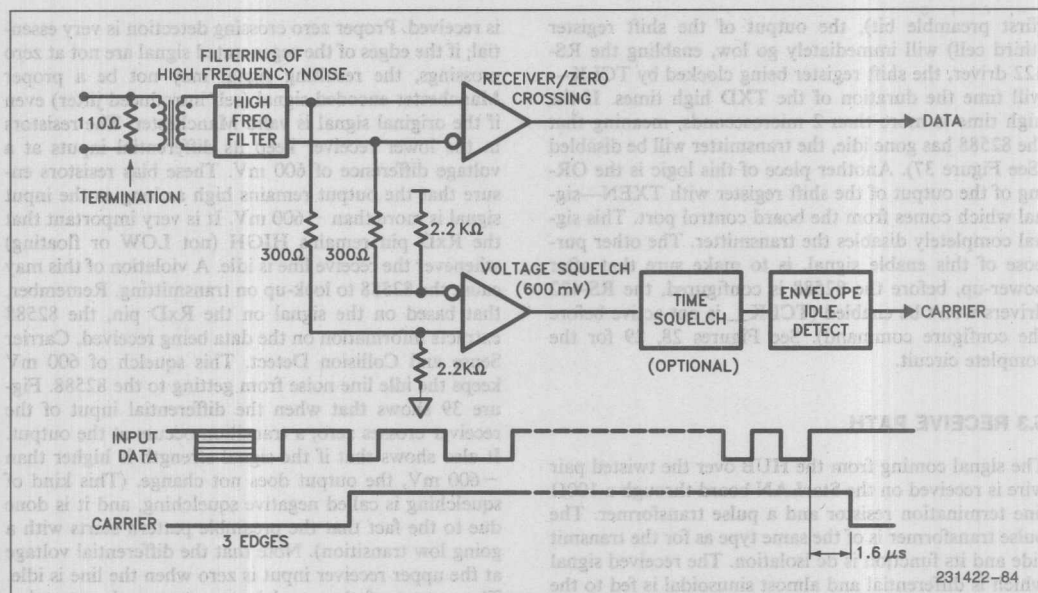 FILTERING OF
HIGH FREQUENCY NOISE
HIGH
FREQ
FILTER
110Ω
TERMINATION
RECEIVER/ZERO
CROSSING
DATA
300Ω
300Ω
2.2 KΩ
VOLTAGE SQUELCH
(600 mV)
TIME
SQUELCH
(OPTIONAL)
ENVELOPE
IDLE
DETECT
CARRIER
2.2KΩ
INPUT
DATA
CARRIER
3 EDGES
1.6 μs
231422–84
first preamble bit), the output of the shift register
(third cell) will immediately go low, enabling the RS-
422 driver, the shift register being clocked by
will time the duration of the TXD high times.
high time is more than 2 microseconds, meaning that
the 82588 has gone idle, the transmitter will be disabled
(See Figure 37). Another place of this logic is the OR-
ing of the output of the shift register with TXEN—sig-
nal which comes from the board control port. This sig-
nal completely disables the transmitter. The other pur-
pose of this enable signal, is to make sure that
power-up, before the
configured, the
the configure command). See Figures 28, 29 for the
complete circuit.
5.3 RECEIVE PATH
The signal coming from the HUB over the twisted pair
wire is received on the StarLAN board through a 100Ω
line termination resistor and a pulse transformer. The
pulse transformer is of the same type as for the transmit
side and its function is dc isolation. The received signal
which is differential and almost sinusoidal is fed to the
is received. Proper zero crossing detection is very essen-
tial; if the edges of the
signal are not at zero
crossings, the
not be a proper
even
if the original signal is
resistors
inputs at a
voltage difference of 600 mV. These bias resistors en-
sure that the output remains high
the input
signal is more than
600 mV. It is very important that
the RxD pin remains HIGH (not LOW or floating)
whenever the receive line is idle. A violation of this may
82588 to lock-up on transmitting. Remember,
that based on the signal on the RxD pin, the 82588
extracts information on the data being received, Carrier
Sense and Collision Detect. This squelch of 600 mV
keeps the idle line noise from getting to the 82588. Fig-
ure 39 shows that when the differential input of the
receiver crosses zero, a
the output.
It also shows that if the
higher than
−600 mV, the output does not change. (This kind of
squelching is called negative squelching, and it is done
due to the fact that the
starts with a
going low transition). Note that the differential voltage
at the upper receiver input is zero when the line is idle.